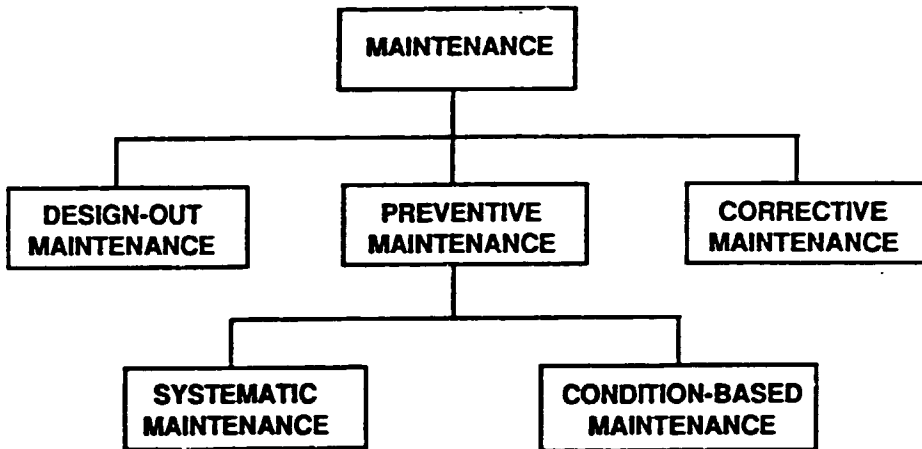 MAINTENANCE
DESIGN-OUT
MAINTENANCE
PREVENTIVE
MAINTENANCE
CORRECTIVE
MAINTENANCE
SYSTEMATIC
MAINTENANCE
CONDITION-BASED
MAINTENANCE